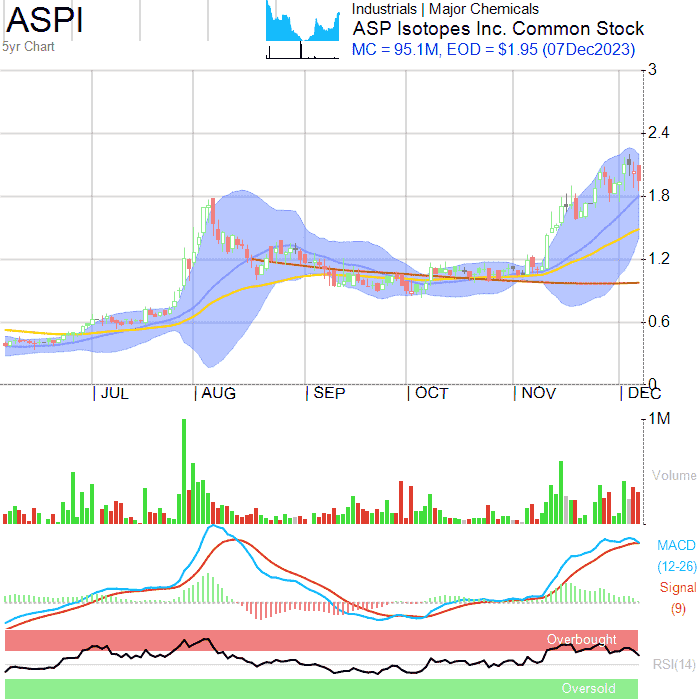 ASPI
5yr Chart
Industrials | Major Chemicals
ASP Isotopes Inc. Common Stock
MC = 95.1M, EOD = $1.95 (07Dec2023)
3
2.4
1.8
1.2
0.6
0
| JUL | AUG | SEP | OCT | NOV | DEC
1M
Volume
MACD
(12-26)
Signal
(9)
Overbought
RSI(14)
Oversold